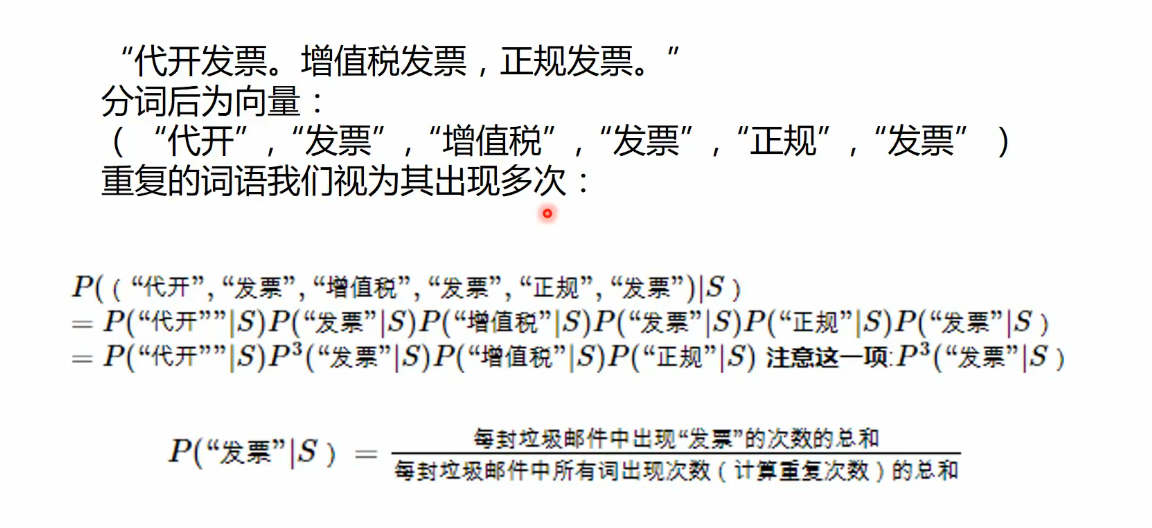 “代开发票。增值税发票，正规发票。”
分词后为向量：
（ “代开”，“发票”，“增值税”，“发票”，“正规”，“发票” ）
重复的词语我们视为其出现多次：
P(（“代开”, “发票”, “增值税”, “发票”, “正规”, “发票”)|S）
= P(“代开””|S)P(“发票”|S)P(“增值税”|S)P(“发票”|S)P(“正规”|S)P(“发票”|S）
= P(“代开””|S)P³(“发票”|S)P(“增值税”|S)P(“正规”|S) 注意这一项:P³(“发票”|S）
每封垃圾邮件中出现“发票”的次数的总和
P(“发票”|S） =
每封垃圾邮件中所有词出现次数（计算重复次数）的总和